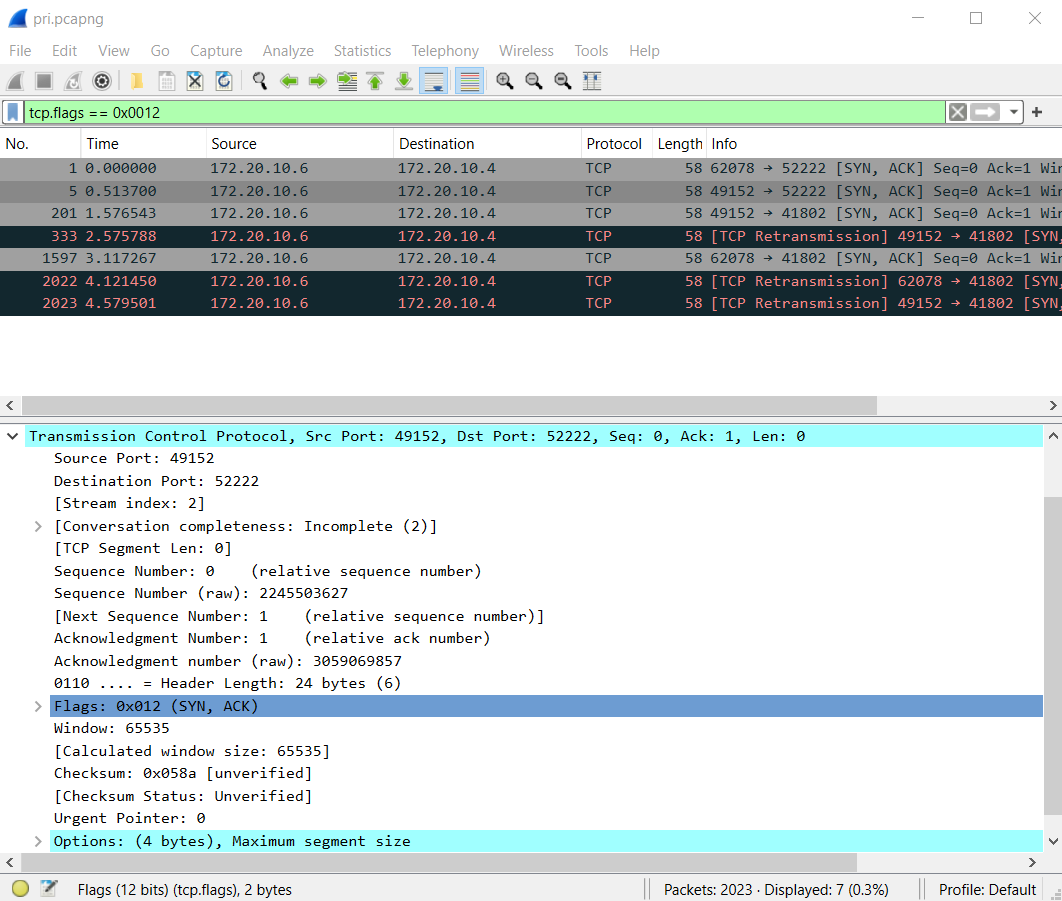 pri.pcapng
File Edit View Go Capture Analyze Statistics Telephony Wireless Tools Help
tcp.flags == 0x0012
No. Time Source Destination Protocol Length Info
1 0.000000 172.20.10.6 172.20.10.4 TCP 58 62078 → 52222 [SYN, ACK] Seq=0 Ack=1 Win
5 0.513700 172.20.10.6 172.20.10.4 TCP 58 49152 → 52222 [SYN, ACK] Seq=0 Ack=1 Win
201 1.576543 172.20.10.6 172.20.10.4 TCP 58 49152 → 41802 [SYN, ACK] Seq=0 Ack=1 Win
333 2.575788 172.20.10.6 172.20.10.4 TCP 58 [TCP Retransmission] 49152 → 41802 [SYN,
1597 3.117267 172.20.10.6 172.20.10.4 TCP 58 62078 → 41802 [SYN, ACK] Seq=0 Ack=1 Win
2022 4.121450 172.20.10.6 172.20.10.4 TCP 58 [TCP Retransmission] 62078 → 41802 [SYN,
2023 4.579501 172.20.10.6 172.20.10.4 TCP 58 [TCP Retransmission] 49152 → 41802 [SYN,
Transmission Control Protocol, Src Port: 49152, Dst Port: 52222, Seq: 0, Ack: 1, Len: 0
Source Port: 49152
Destination Port: 52222
[Stream index: 2]
[Conversation completeness: Incomplete (2)]
[TCP Segment Len: 0]
Sequence Number: 0 (relative sequence number)
Sequence Number (raw): 2245503627
[Next Sequence Number: 1 (relative sequence number)]
Acknowledgment Number: 1 (relative ack number)
Acknowledgment number (raw): 3059069857
0110 .... = Header Length: 24 bytes (6)
Flags: 0x012 (SYN, ACK)
Window: 65535
[Calculated window size: 65535]
Checksum: 0x058a [unverified]
[Checksum Status: Unverified]
Urgent Pointer: 0
Options: (4 bytes), Maximum segment size
Flags (12 bits) (tcp.flags), 2 bytes Packets: 2023 · Displayed: 7 (0.3%) Profile: Default